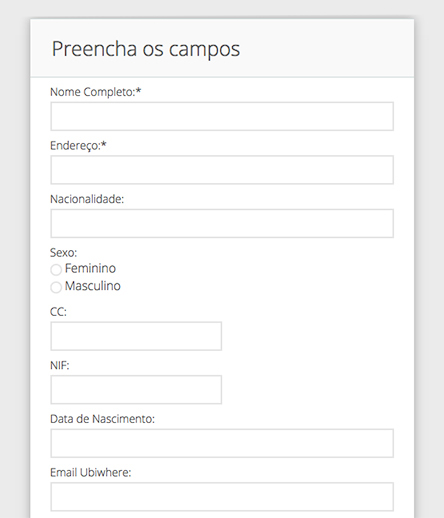 Preencha os campos
Nome Completo:*
Endereço:*
Nacionalidade:
Sexo:
Feminino
Masculino
CC:
NIF:
Data de Nascimento:
Email Ubiwhere: